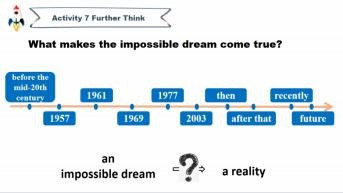 Activity 7 Further Think
What makes the impossible dream come true?
before the
mid-20th
century
1961
1977
then
recently
1957
1969
2003
after that
future
an
impossible dream
?
a reality